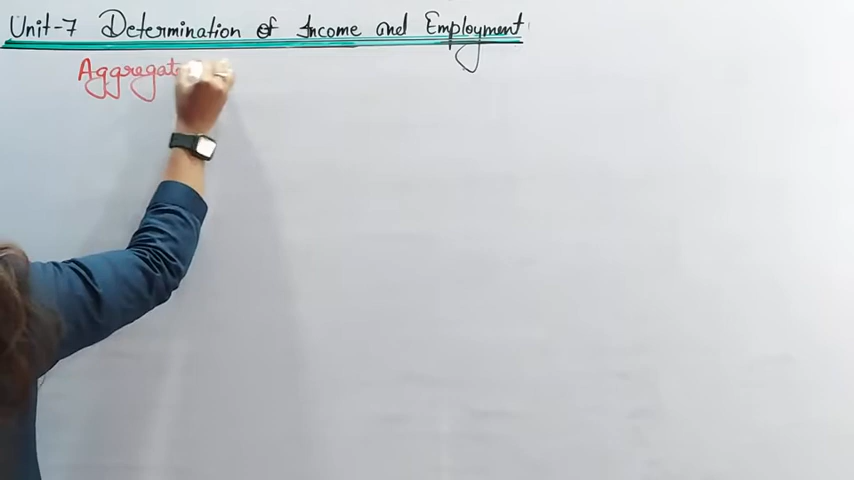 Unit-7 Determination of Income and Employment
Aggregat